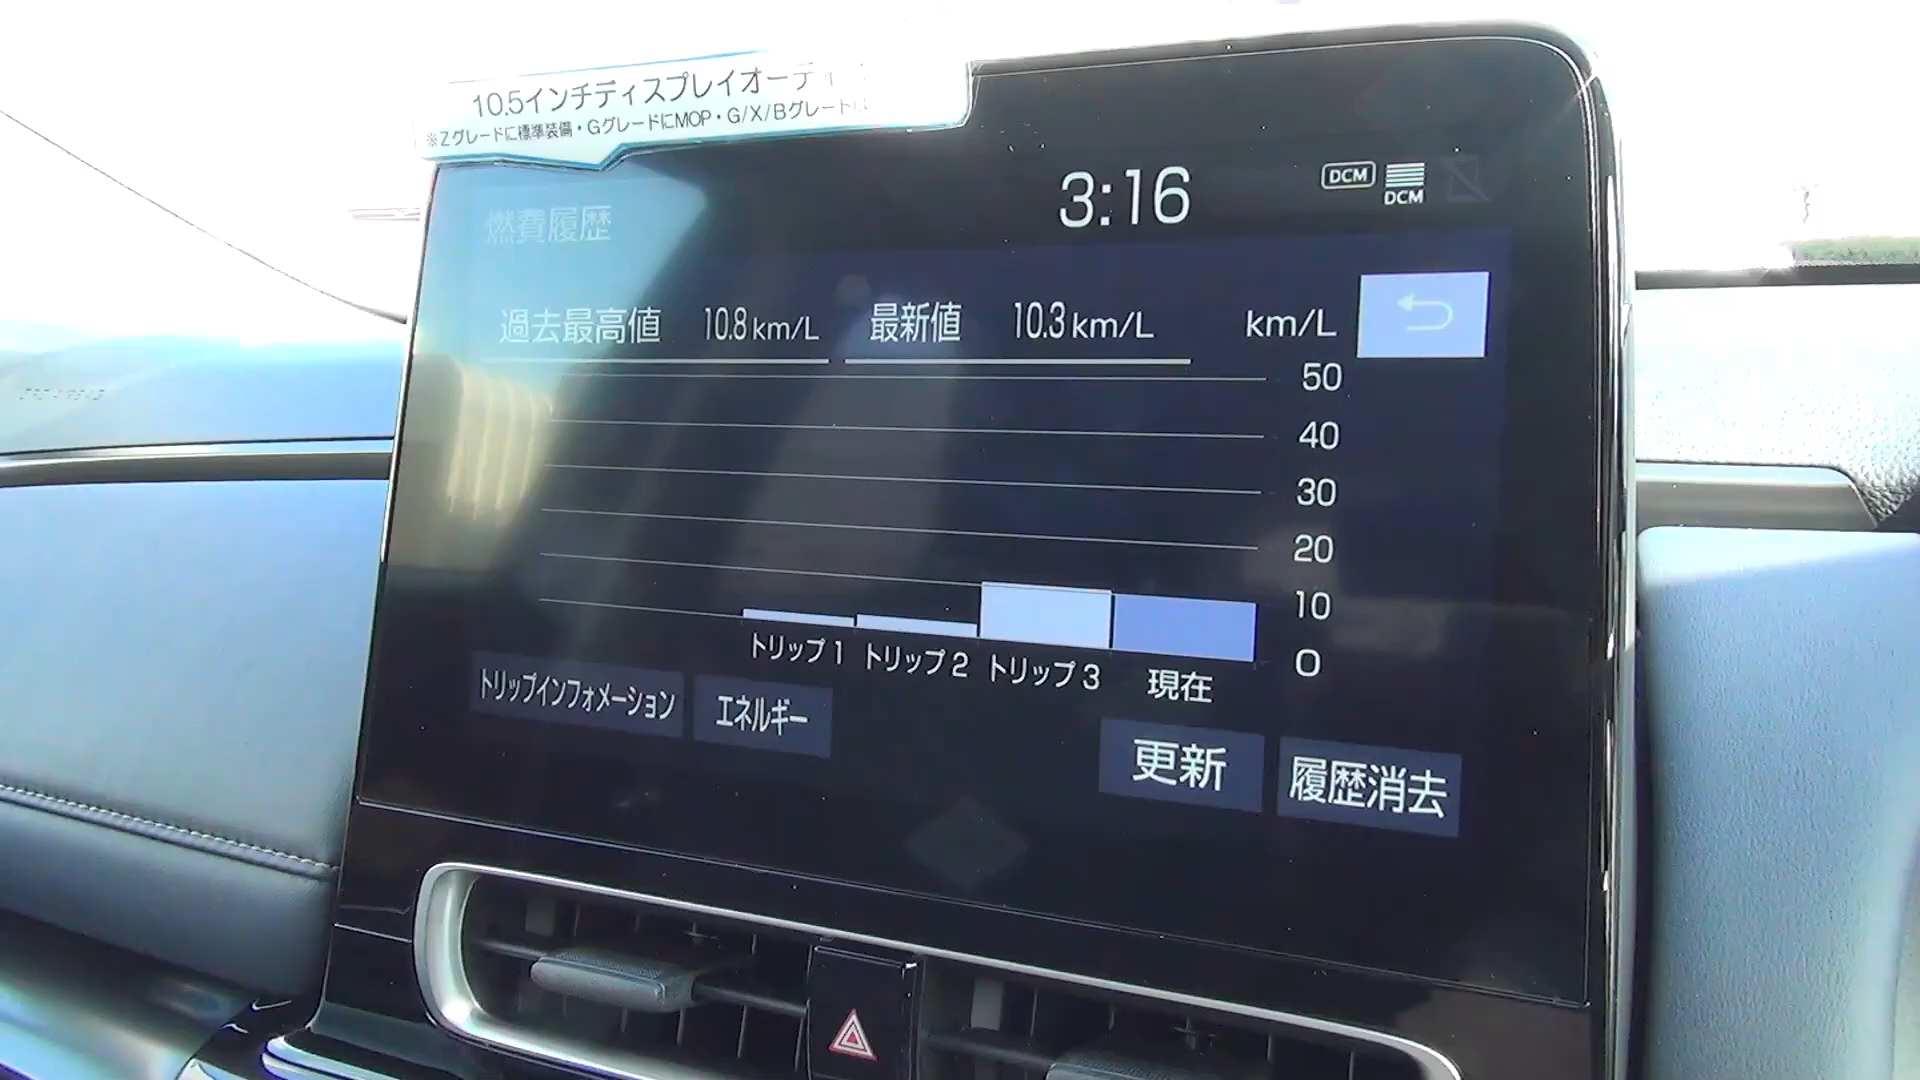 10.5インチディスプレイオーディ
※Zグレードに標準装備・GグレードにMOP・G/X/Bグレードに
燃費履歴
3:16
DCM
DCM
過去最高値 10.8km/L 最新値 10.3km/L km/L
50
40
30
20
10
0
トリップ1 トリップ2 トリップ3 現在
トリップインフォメーション エネルギー
更新 履歴消去